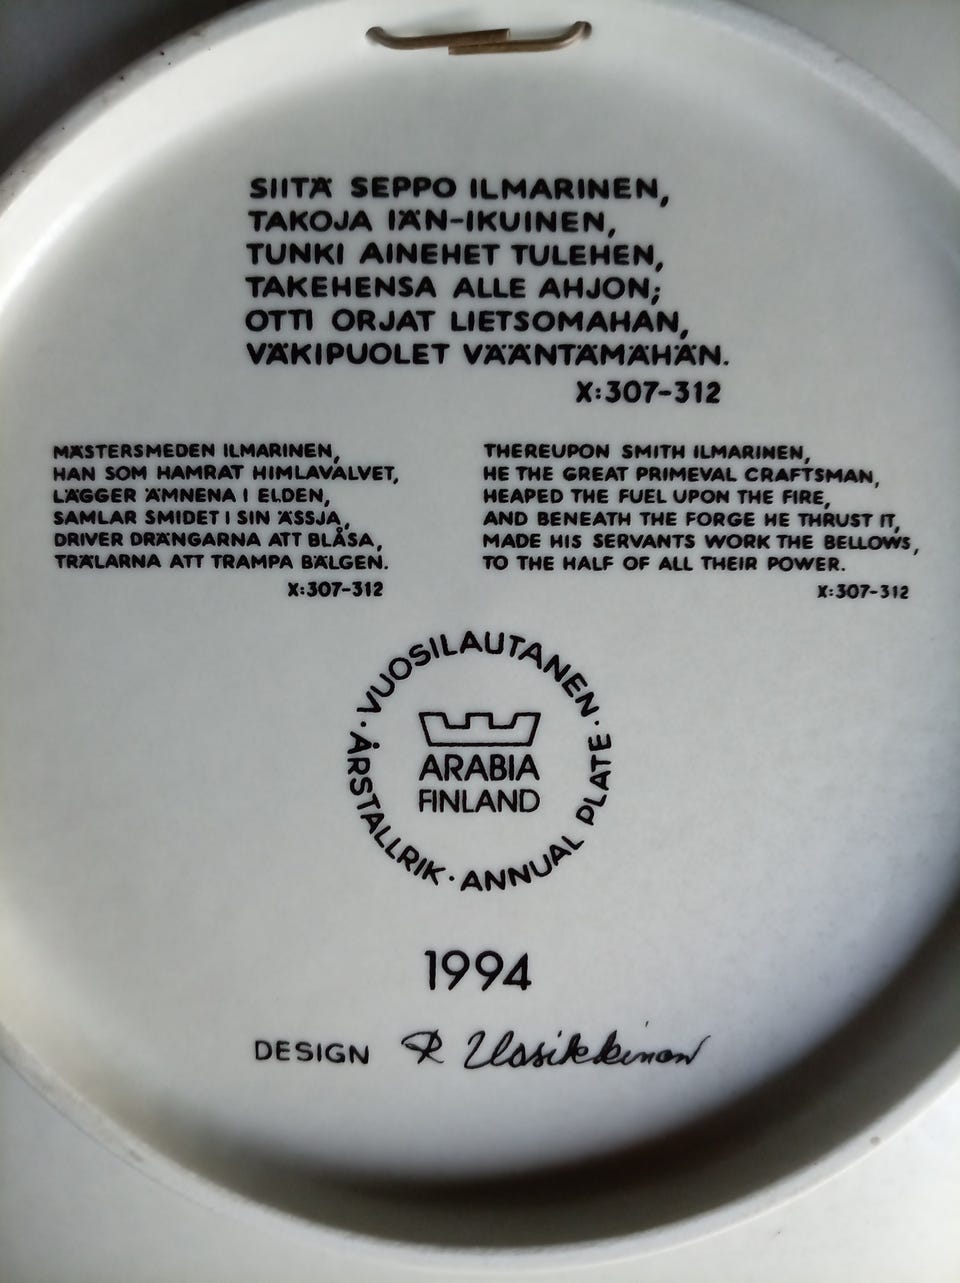 SIITÄ SEPPO ILMARINEN,
TAKOJA IÄN-IKUINEN,
TUNKI AINEHET TULEHEN,
TAKEHENSA ALLE AHJON;
OTTI ORJAT LIETSOMAHAN,
VÄKIPUOLET VÄÄNTÄMÄHÄN.
X:307-312
MÄSTERSMEDEN ILMARINEN,
HAN SOM HAMRAT HIMLAVALVET,
LÄGGER ÄMNENA I ELDEN,
SAMLAR SMIDET I SIN ÄSSJA,
DRIVER DRÄNGARNA ATT BLÅSA,
TRÄLARNA ATT TRAMPA BÄLGEN.
X:307-312
THEREUPON SMITH ILMARINEN,
HE THE GREAT PRIMEVAL CRAFTSMAN,
HEAPED THE FUEL UPON THE FIRE,
AND BENEATH THE FORGE HE THRUST IT,
MADE HIS SERVANTS WORK THE BELLOWS,
TO THE HALF OF ALL THEIR POWER.
X:307-312
· VUOSILAUTANEN · ÅRSTALLRIK · ANNUAL PLATE
ARABIA
FINLAND
1994
DESIGN R Uosikkinen